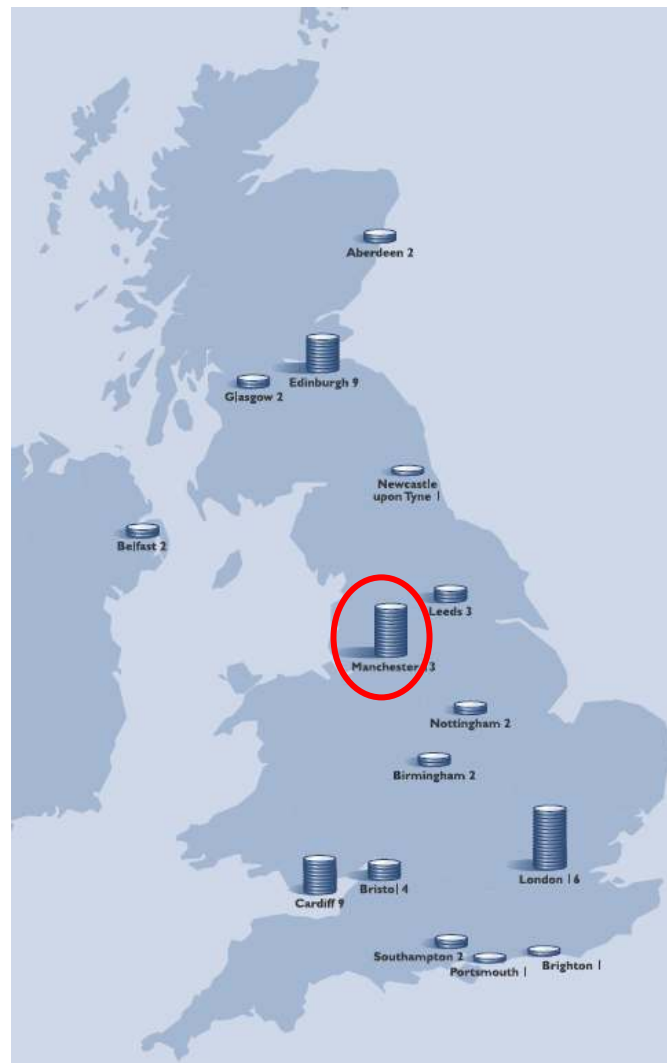 Aberdeen 2
Edinburgh 9
Glasgow 2
Newcastle
upon Tyne 1
Belfast 2
Leeds 3
Manchester 13
Nottingham 2
Birmingham 2
London 16
Bristol 4
Cardiff 9
Southampton 2
Portsmouth 1
Brighton 1